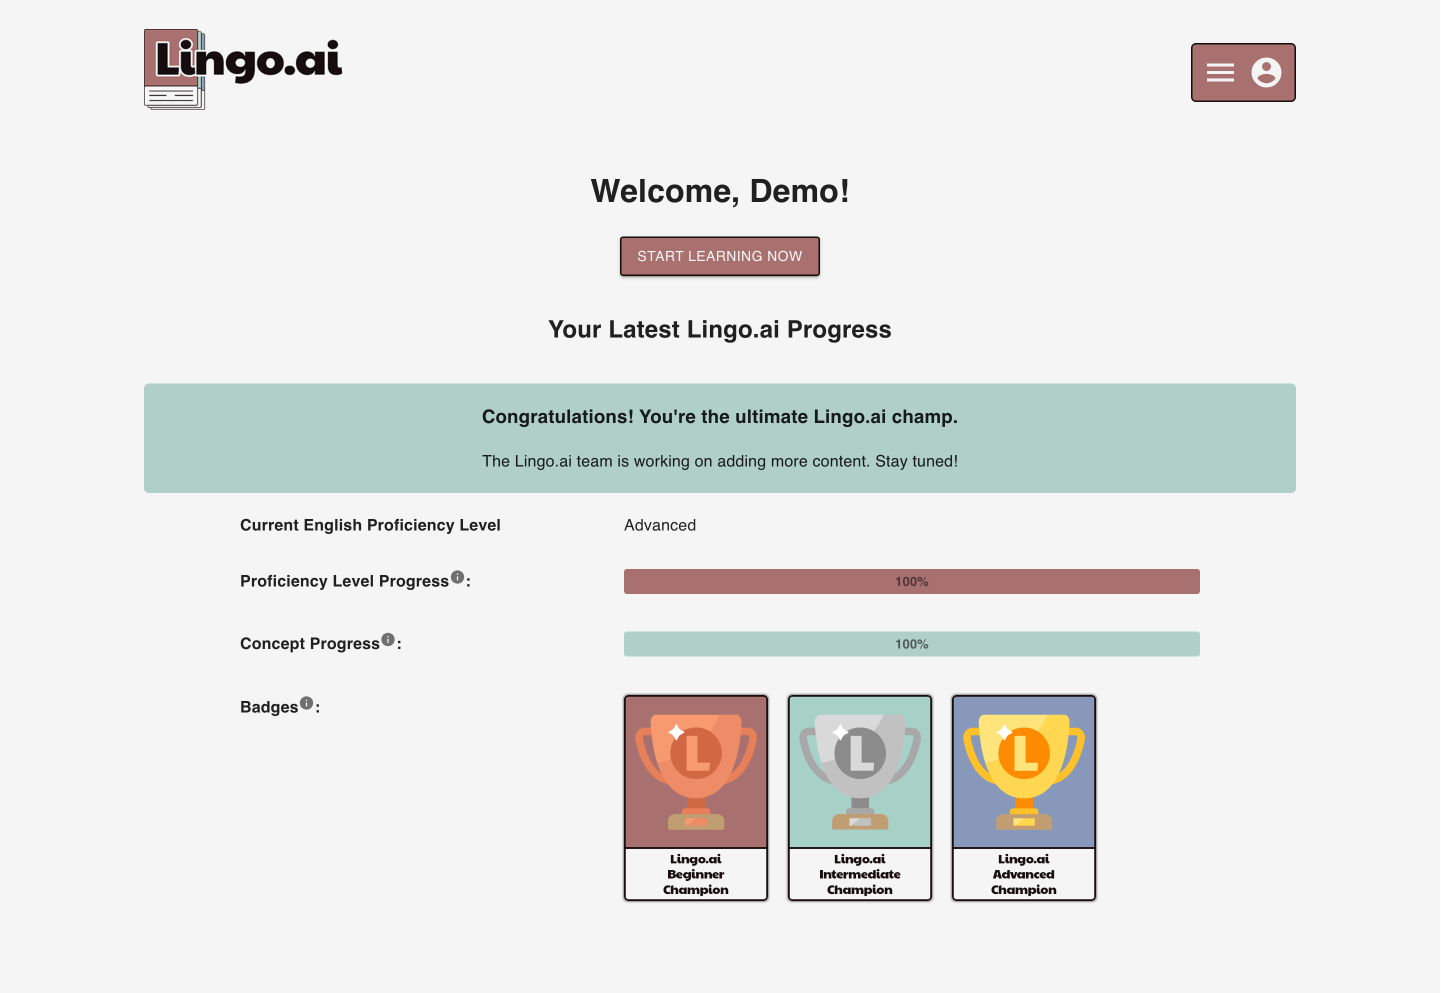 Lingo.ai
Welcome, Demo!
START LEARNING NOW
Your Latest Lingo.ai Progress
Congratulations! You're the ultimate Lingo.ai champ.
The Lingo.ai team is working on adding more content. Stay tuned!
Current English Proficiency Level
Advanced
Proficiency Level Progress i :
100%
Concept Progress i :
100%
Badges i :
L
L
L
Lingo.ai
Beginner
Champion
Lingo.ai
Intermediate
Champion
Lingo.ai
Advanced
Champion